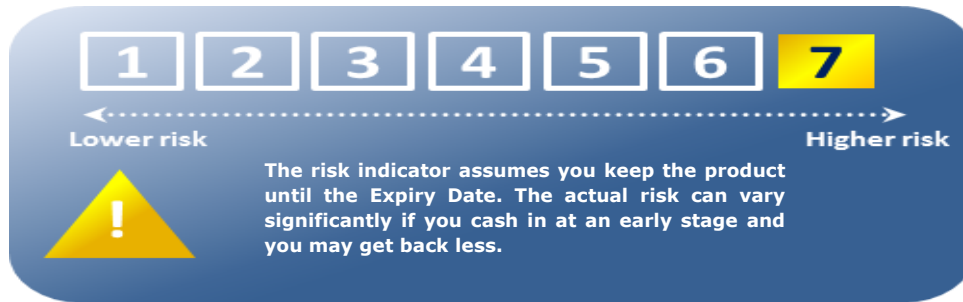 1 2 3 4 5 6 7
Lower risk Higher risk
!
The risk indicator assumes you keep the product
until the Expiry Date. The actual risk can vary
significantly if you cash in at an early stage and
you may get back less.